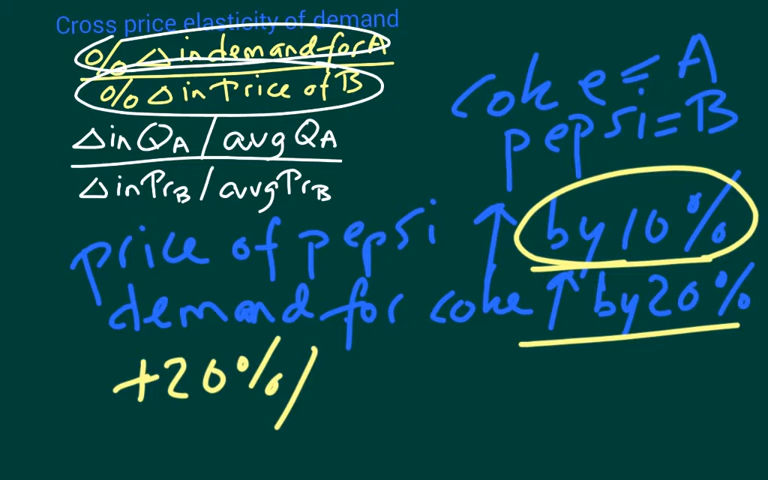 Cross price elasticity of demand
% Δ in demand for A
% Δ in Price of B
Δ in QA / avg QA
Δ in PrB / avg PrB
coke = A
pepsi = B
price of pepsi ↑ by 10%
demand for coke ↑ by 20%
+20% /